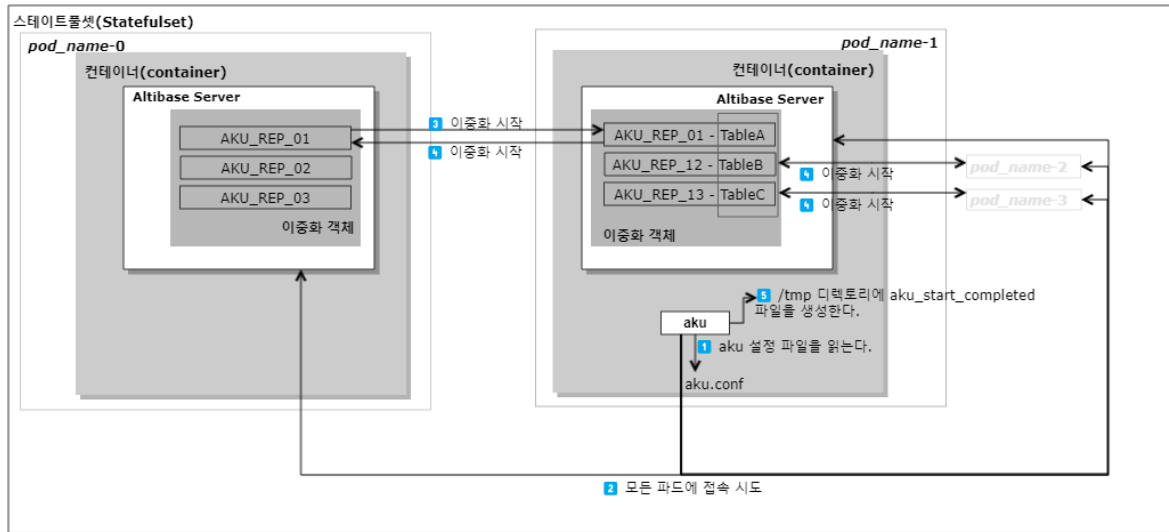 스테이트풀셋(Statefulset)
pod_name-0
컨테이너(container)
Altibase Server
AKU_REP_01
AKU_REP_02
AKU_REP_03
이중화 객체
3 이중화 시작
4 이중화 시작
pod_name-1
컨테이너(container)
Altibase Server
AKU_REP_01 - TableA
AKU_REP_12 - TableB
AKU_REP_13 - TableC
이중화 객체
4 이중화 시작
4 이중화 시작
pod_name-2
pod_name-3
5 /tmp 디렉토리에 aku_start_completed
파일을 생성한다.
aku
1 aku 설정 파일을 읽는다.
aku.conf
2 모든 파드에 접속 시도